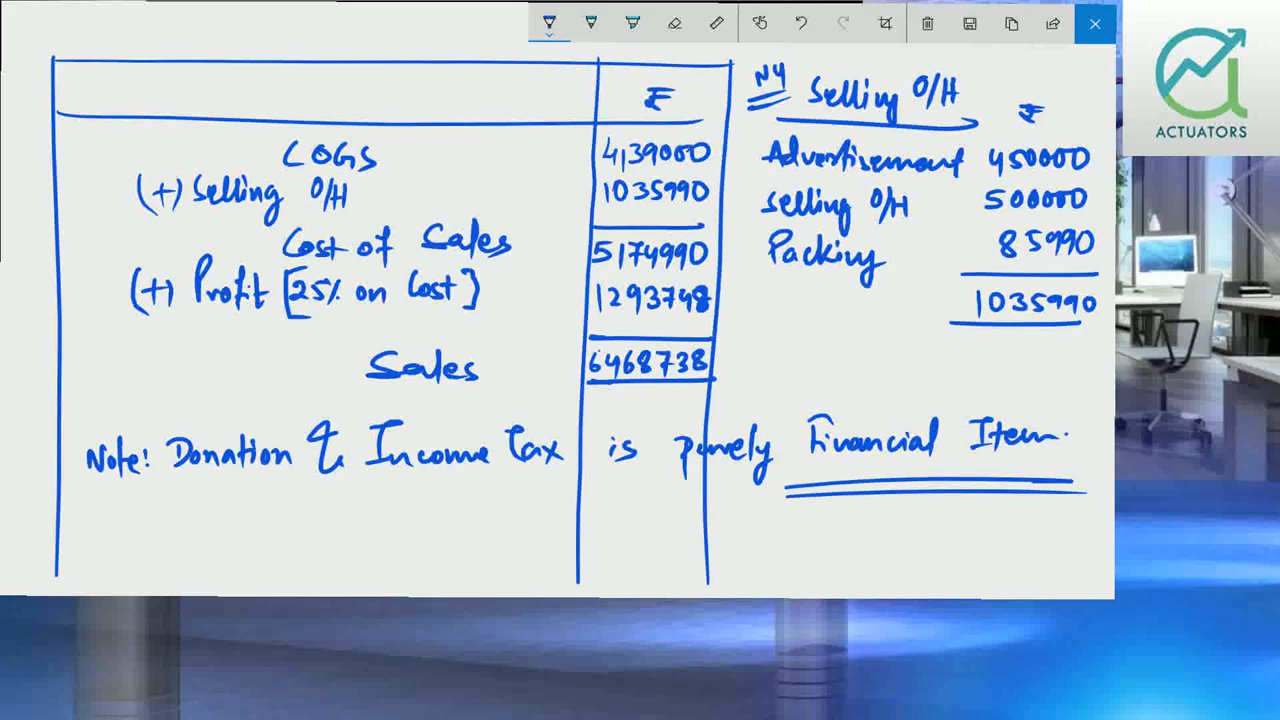 ₹
COGS 4139000
(+) Selling O/H 1035990
Cost of Sales 5174990
(+) Profit [25% on Cost] 1293748
Sales 6468738
N4 Selling O/H ₹
Advertisement 450000
Selling O/H 500000
Packing 85990
1035990
Note: Donation & Income Tax is purely Financial Item.
ACTUATORS